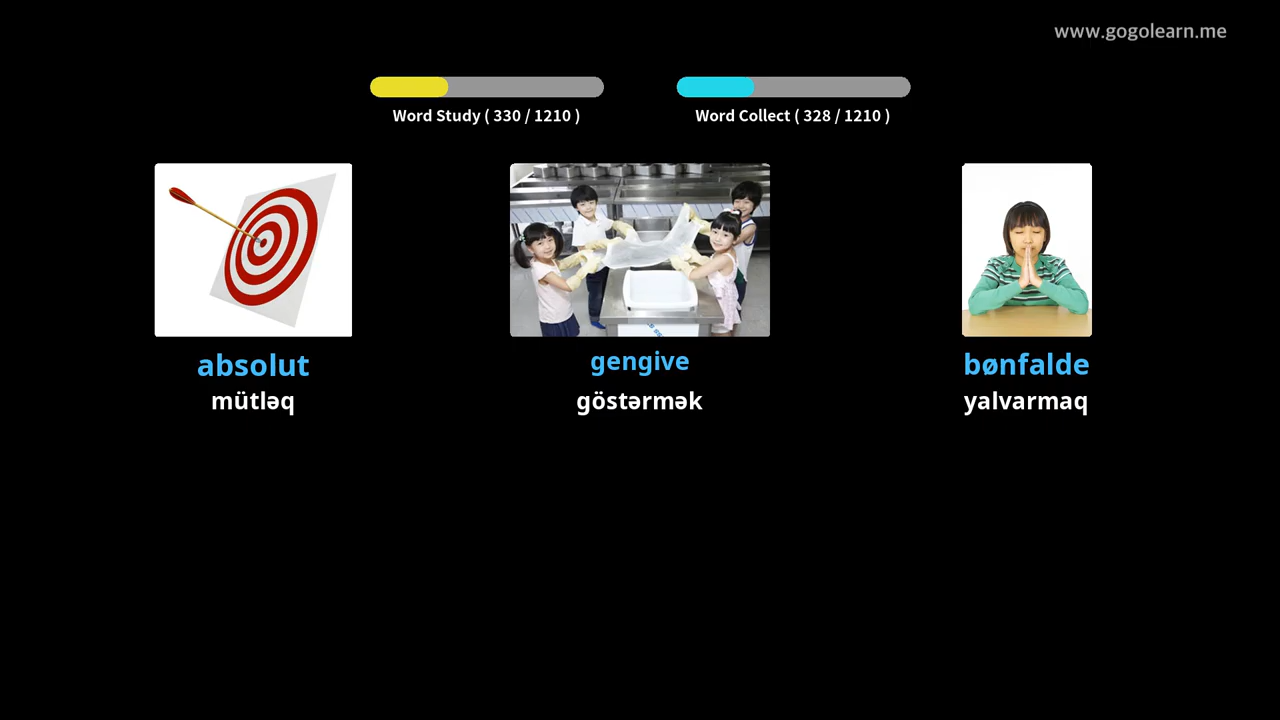 www.gogolearn.me
Word Study ( 330 / 1210 )
Word Collect ( 328 / 1210 )
absolut
gengive
bønfalde
mütləq
göstərmək
yalvarmaq